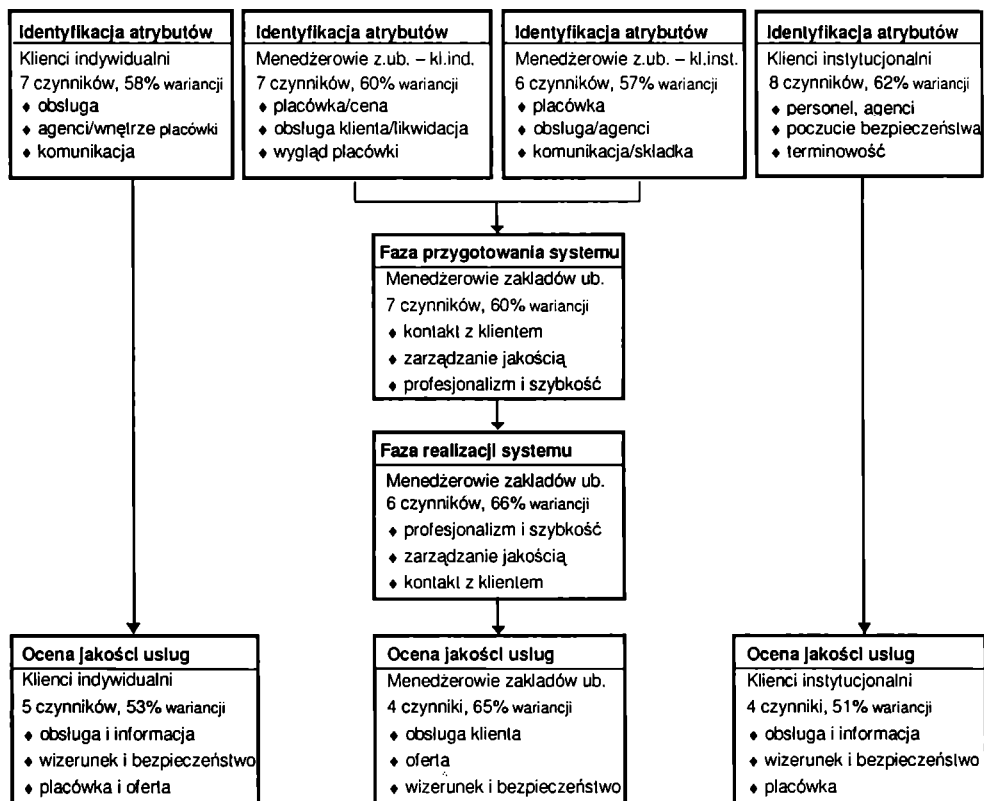 Identyfikacja atrybutów
Klienci indywidualni
7 czynników, 58% wariancji
♦ obsługa
♦ agenci/wnętrze placówki
♦ komunikacja
Identyfikacja atrybutów
Menedżerowie z.ub. – kl.ind.
7 czynników, 60% wariancji
♦ placówka/cena
♦ obsługa klienta/likwidacja
♦ wygląd placówki
Identyfikacja atrybutów
Menedżerowie z.ub. – kl.inst.
6 czynników, 57% wariancji
♦ placówka
♦ obsługa/agenci
♦ komunikacja/składka
Identyfikacja atrybutów
Klienci instytucjonalni
8 czynników, 62% wariancji
♦ personel, agenci
♦ poczucie bezpieczeństwa
♦ terminowość
Faza przygotowania systemu
Menedżerowie zakładów ub.
7 czynników, 60% wariancji
♦ kontakt z klientem
♦ zarządzanie jakością
♦ profesjonalizm i szybkość
Faza realizacji systemu
Menedżerowie zakładów ub.
6 czynników, 66% wariancji
♦ profesjonalizm i szybkość
♦ zarządzanie jakością
♦ kontakt z klientem
Ocena jakości usług
Klienci indywidualni
5 czynników, 53% wariancji
♦ obsługa i informacja
♦ wizerunek i bezpieczeństwo
♦ placówka i oferta
Ocena jakości usług
Menedżerowie zakładów ub.
4 czynniki, 65% wariancji
♦ obsługa klienta
♦ oferta
♦ wizerunek i bezpieczeństwo
Ocena jakości usług
Klienci instytucjonalni
4 czynniki, 51% wariancji
♦ obsługa i informacja
♦ wizerunek i bezpieczeństwo
♦ placówka